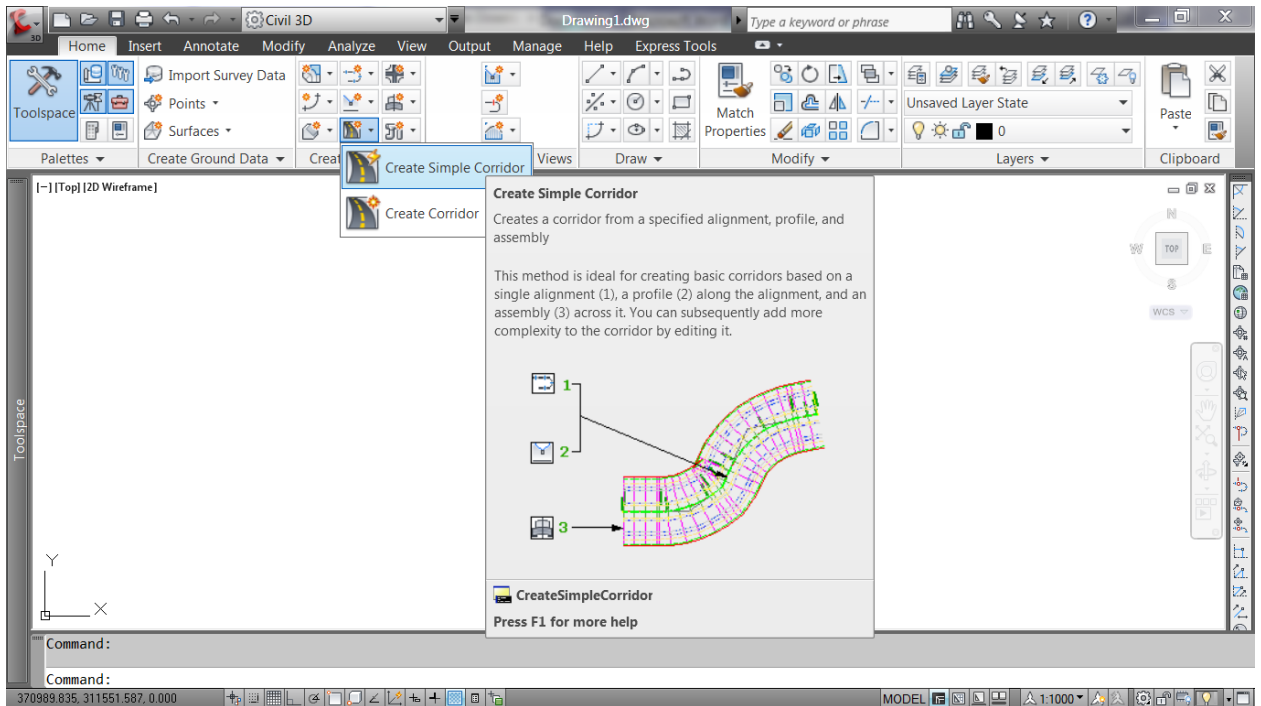 Civil 3D
Drawing1.dwg
Type a keyword or phrase
3D
Home Insert Annotate Modify Analyze View Output Manage Help Express Tools
Toolspace
Import Survey Data
Points
Surfaces
Match
Properties
Unsaved Layer State
0
Paste
Palettes
Create Ground Data
Creat
Views
Draw
Modify
Layers
Clipboard
Create Simple Corridor
Create Corridor
[−] [Top] [2D Wireframe]
Create Simple Corridor
Creates a corridor from a specified alignment, profile, and
assembly
This method is ideal for creating basic corridors based on a
single alignment (1), a profile (2) along the alignment, and an
assembly (3) across it. You can subsequently add more
complexity to the corridor by editing it.
1
2
3
CreateSimpleCorridor
Press F1 for more help
N
W
TOP
E
S
WCS
Toolspace
Y
X
Command:
Command:
370989.835, 311551.587, 0.000
MODEL
1:1000